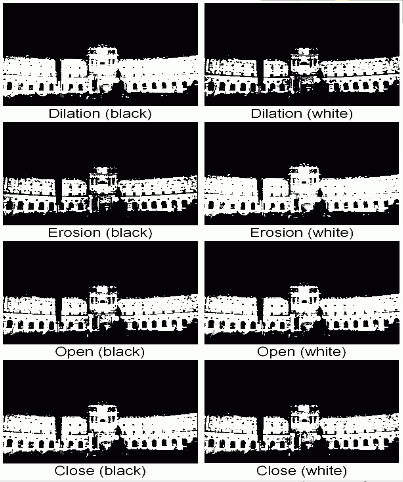 Dilation (black)
Dilation (white)
Erosion (black)
Erosion (white)
Open (black)
Open (white)
Close (black)
Close (white)